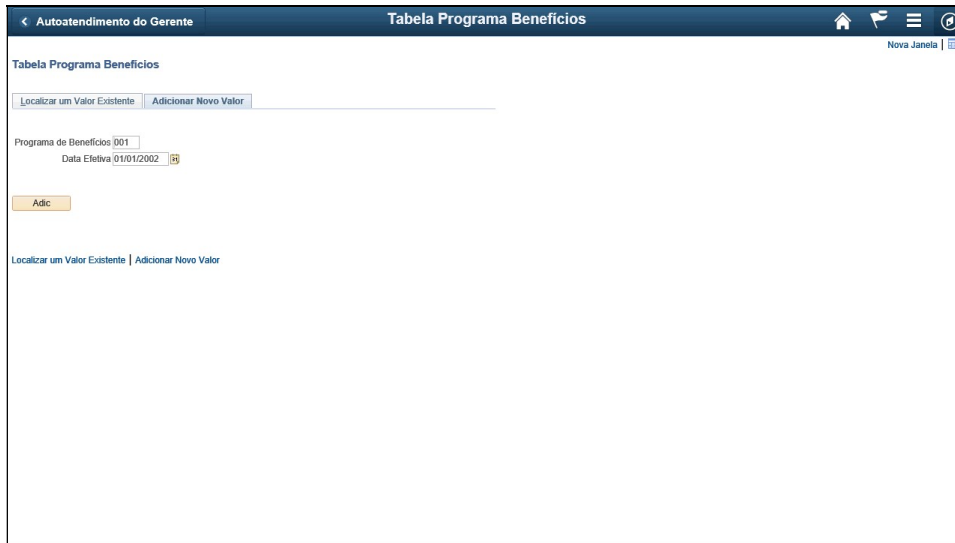 Autoatendimento do Gerente
Tabela Programa Benefícios
Nova Janela |
Tabela Programa Benefícios
Localizar um Valor Existente Adicionar Novo Valor
Programa de Benefícios 001
Data Efetiva 01/01/2002
Adic
Localizar um Valor Existente | Adicionar Novo Valor